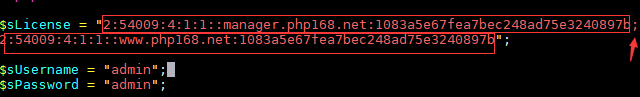 $sLicense = "2:54009:4:1:1::manager.php168.net:1083a5e67fea7bec248ad75e3240897b;
2:54009:4:1:1::www.php168.net:1083a5e67fea7bec248ad75e3240897b";
$sUsername = "admin";
$sPassword = "admin";